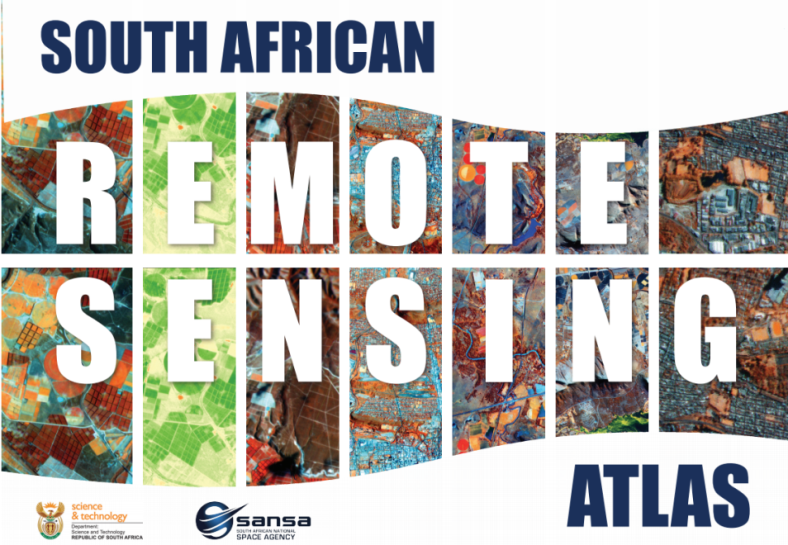 SOUTH AFRICAN
REMOTE
SENSING
ATLAS
science
& technology
Department:
Science and Technology
REPUBLIC OF SOUTH AFRICA
sansa
SOUTH AFRICAN NATIONAL
SPACE AGENCY